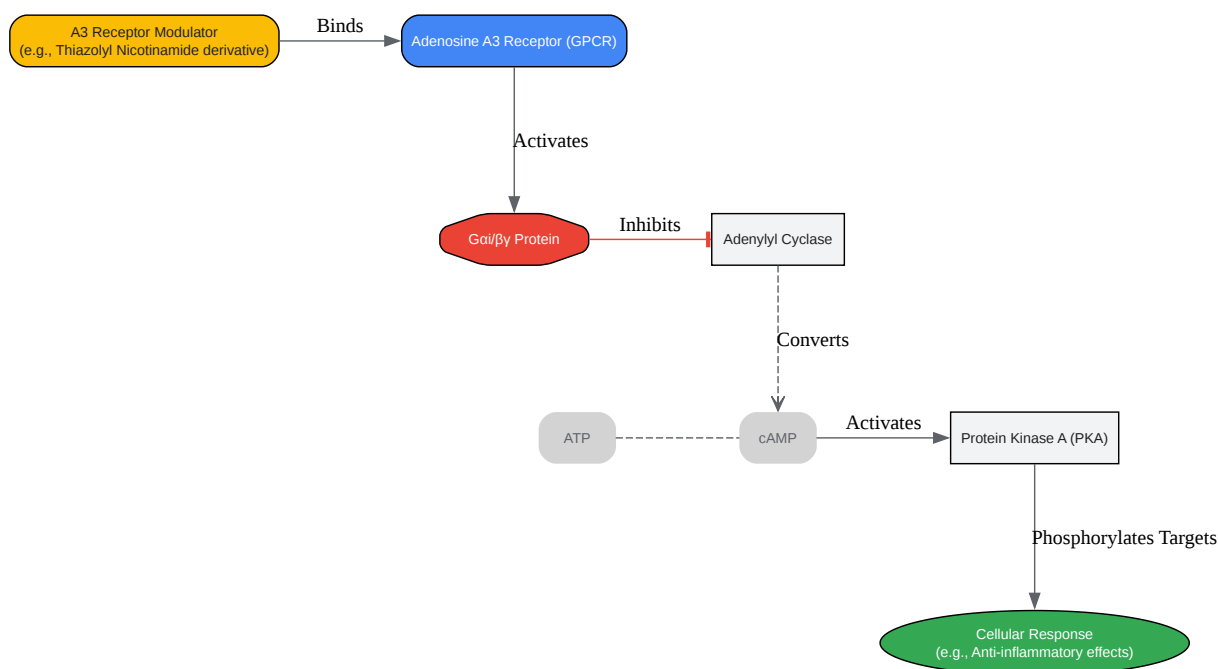 A3 Receptor Modulator
(e.g., Thiazolyl Nicotinamide derivative)
Binds
Adenosine A3 Receptor (GPCR)
Activates
Gαi/βγ Protein
Inhibits
Adenylyl Cyclase
Converts
ATP
cAMP
Activates
Protein Kinase A (PKA)
Phosphorylates Targets
Cellular Response
(e.g., Anti-inflammatory effects)